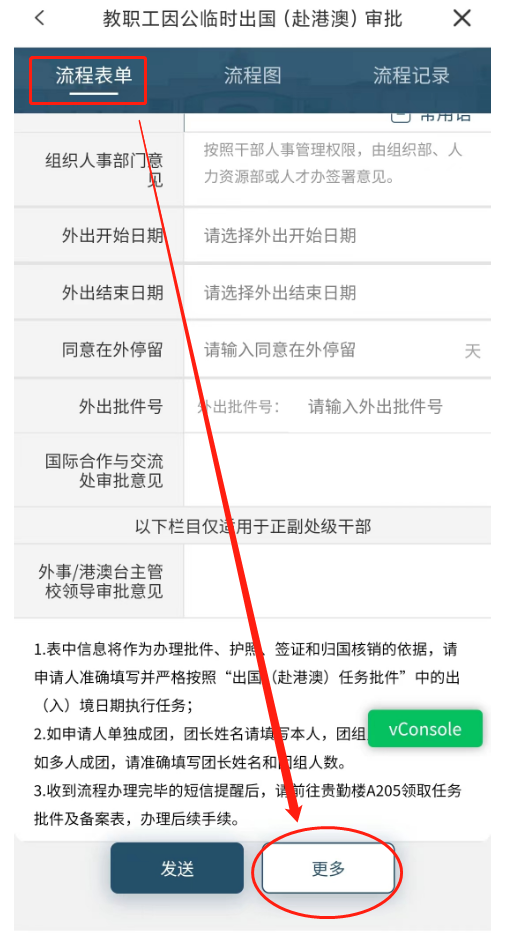 教职工因公临时出国（赴港澳）审批
流程表单 流程图 流程记录
常用语
组织人事部门意见
按照干部人事管理权限，由组织部、人
力资源部或人才办签署意见。
外出开始日期 请选择外出开始日期
外出结束日期 请选择外出结束日期
同意在外停留 请输入同意在外停留 天
外出批件号 外出批件号： 请输入外出批件号
国际合作与交流
处审批意见
以下栏目仅适用于正副处级干部
外事/港澳台主管
校领导审批意见
1.表中信息将作为办理批件、护照、签证和归国核销的依据，请
申请人准确填写并严格按照“出国（赴港澳）任务批件”中的出
（入）境日期执行任务；
2.如申请人单独成团，团长姓名请填写本人，团组
vConsole
如多人成团，请准确填写团长姓名和团组人数。
3.收到流程办理完毕的短信提醒后，请前往贵勤楼A205领取任务
批件及备案表，办理后续手续。
发送 更多